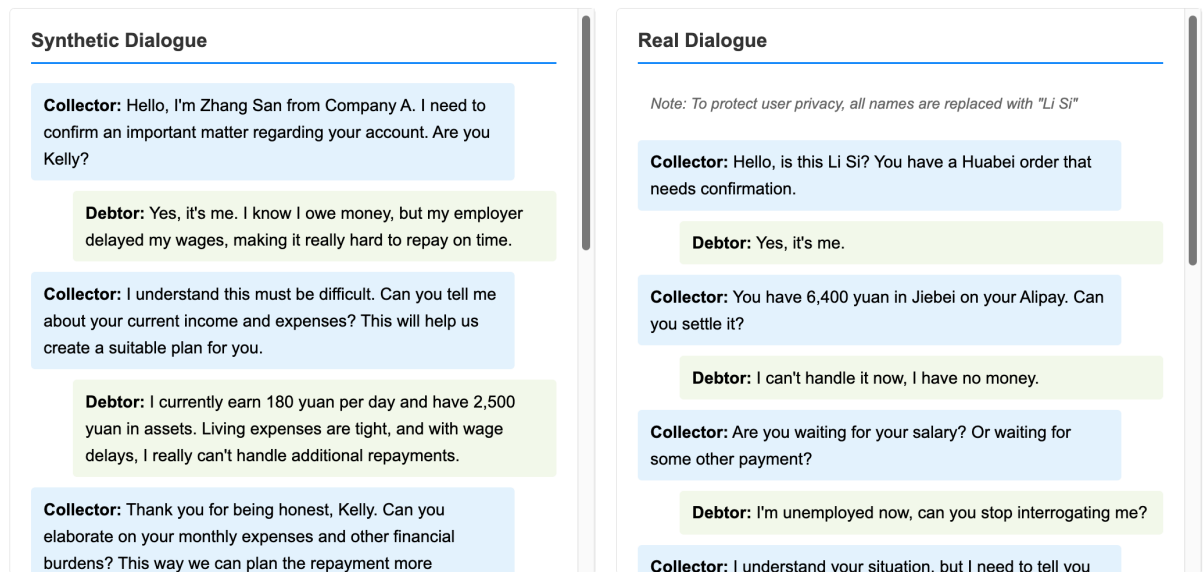 Synthetic Dialogue
Collector: Hello, I'm Zhang San from Company A. I need to
confirm an important matter regarding your account. Are you
Kelly?
Debtor: Yes, it's me. I know I owe money, but my employer
delayed my wages, making it really hard to repay on time.
Collector: I understand this must be difficult. Can you tell me
about your current income and expenses? This will help us
create a suitable plan for you.
Debtor: I currently earn 180 yuan per day and have 2,500
yuan in assets. Living expenses are tight, and with wage
delays, I really can't handle additional repayments.
Collector: Thank you for being honest, Kelly. Can you
elaborate on your monthly expenses and other financial
burdens? This way we can plan the repayment more
Real Dialogue
Note: To protect user privacy, all names are replaced with "Li Si"
Collector: Hello, is this Li Si? You have a Huabei order that
needs confirmation.
Debtor: Yes, it's me.
Collector: You have 6,400 yuan in Jiebei on your Alipay. Can
you settle it?
Debtor: I can't handle it now, I have no money.
Collector: Are you waiting for your salary? Or waiting for
some other payment?
Debtor: I'm unemployed now, can you stop interrogating me?
Collector: I understand your situation, but I need to tell you